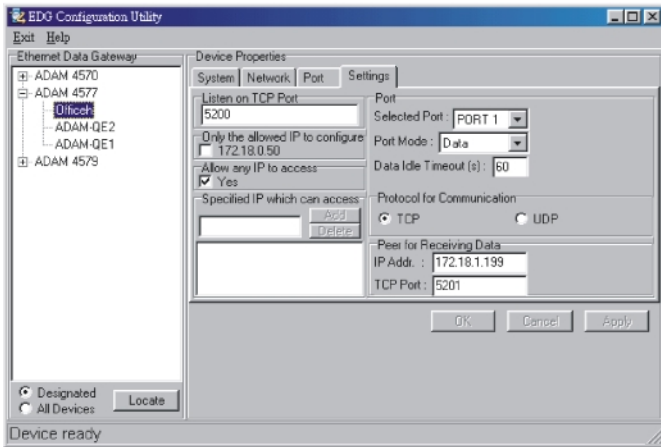 EDG Configuration Utility
Exit Help
Ethernet Data Gateway
ADAM 4570
ADAM 4577
Officeh
ADAM-QE2
ADAM-QE1
ADAM 4579
Designated
All Devices
Locate
Device Properties
System Network Port Settings
Listen on TCP Port
5200
Only the allowed IP to configure
172.18.0.50
Allow any IP to access
Yes
Specified IP which can access
Add
Delete
Port
Selected Port : PORT 1
Port Mode : Data
Data Idle Timeout (s) : 60
Protocol for Communication
TCP UDP
Peer for Receiving Data
IP Addr. : 172.18.1.199
TCP Port : 5201
OK Cancel Apply
Device ready